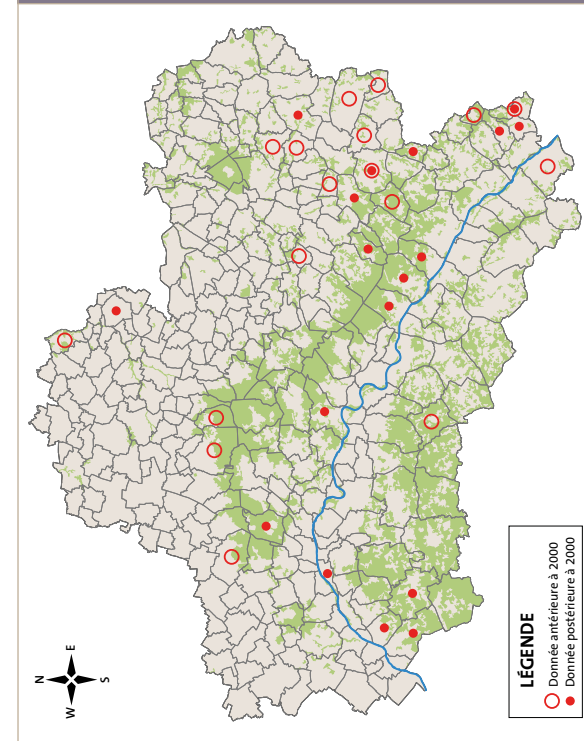 N
W E
S
LÉGENDE
Donnée antérieure à 2000
Donnée postérieure à 2000